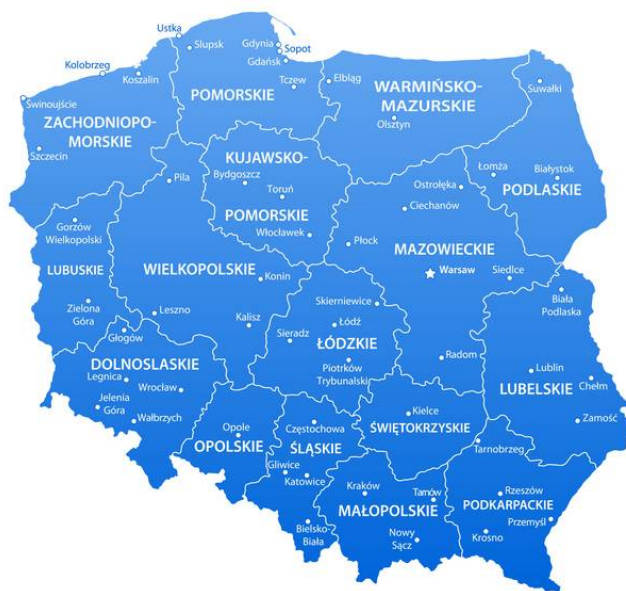 Ustka
Slupsk
Gdynia
Sopot
Gdańsk
Kolobrzeg
Koszalin
Tczew
Elbląg
Suwałki
POMORSKIE
WARMIŃSKO-
MAZURSKIE
Świnoujście
ZACHODNIOPO-
MORSKIE
Olsztyn
Szczecin
KUJAWSKO-
Pila
Bydgoszcz
Toruń
Łomża
Białystok
PODLASKIE
Ostrołęka
Ciechanów
POMORSKIE
Gorzów
Wielkopolski
Włocławek
Płock
MAZOWIECKIE
LUBUSKIE
WIELKOPOLSKIE
Konin
Warsaw
Siedlce
Biała
Podlaska
Zielona
Góra
Leszno
Kalisz
Skierniewice
Łódź
Sieradz
ŁÓDZKIE
Głogów
Piotrków
Trybunalski
Radom
DOLNOSLASKIE
Legnica
Wrocław
Lublin
LUBELSKIE
Chełm
Jelenia
Góra
Wałbrzych
Opole
OPOLSKIE
Częstochowa
ŚLĄSKIE
Kielce
ŚWIĘTOKRZYSKIE
Zamość
Tarnobrzeg
Gliwice
Katowice
Kraków
Tamów
MAŁOPOLSKIE
Rzeszów
PODKARPACKIE
Przemyśl
Bielsko-
Biała
Nowy
Sącz
Krosno